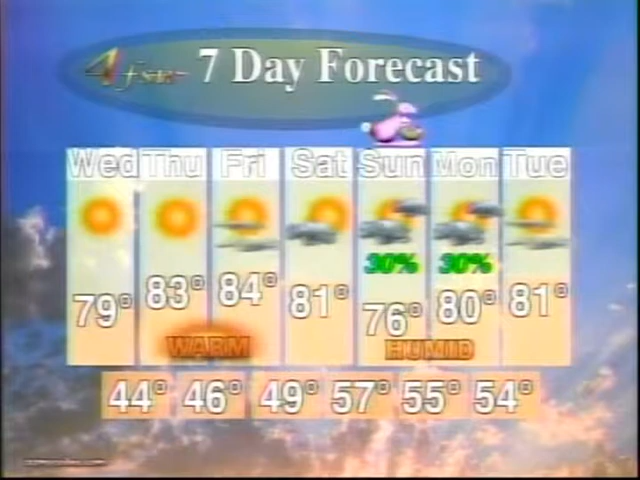 7 Day Forecast
Wed Thu Fri Sat Sun Mon Tue
30% 30%
79° 83° 84° 81° 76° 80° 81°
WARM HUMID
44° 46° 49° 57° 55° 54°